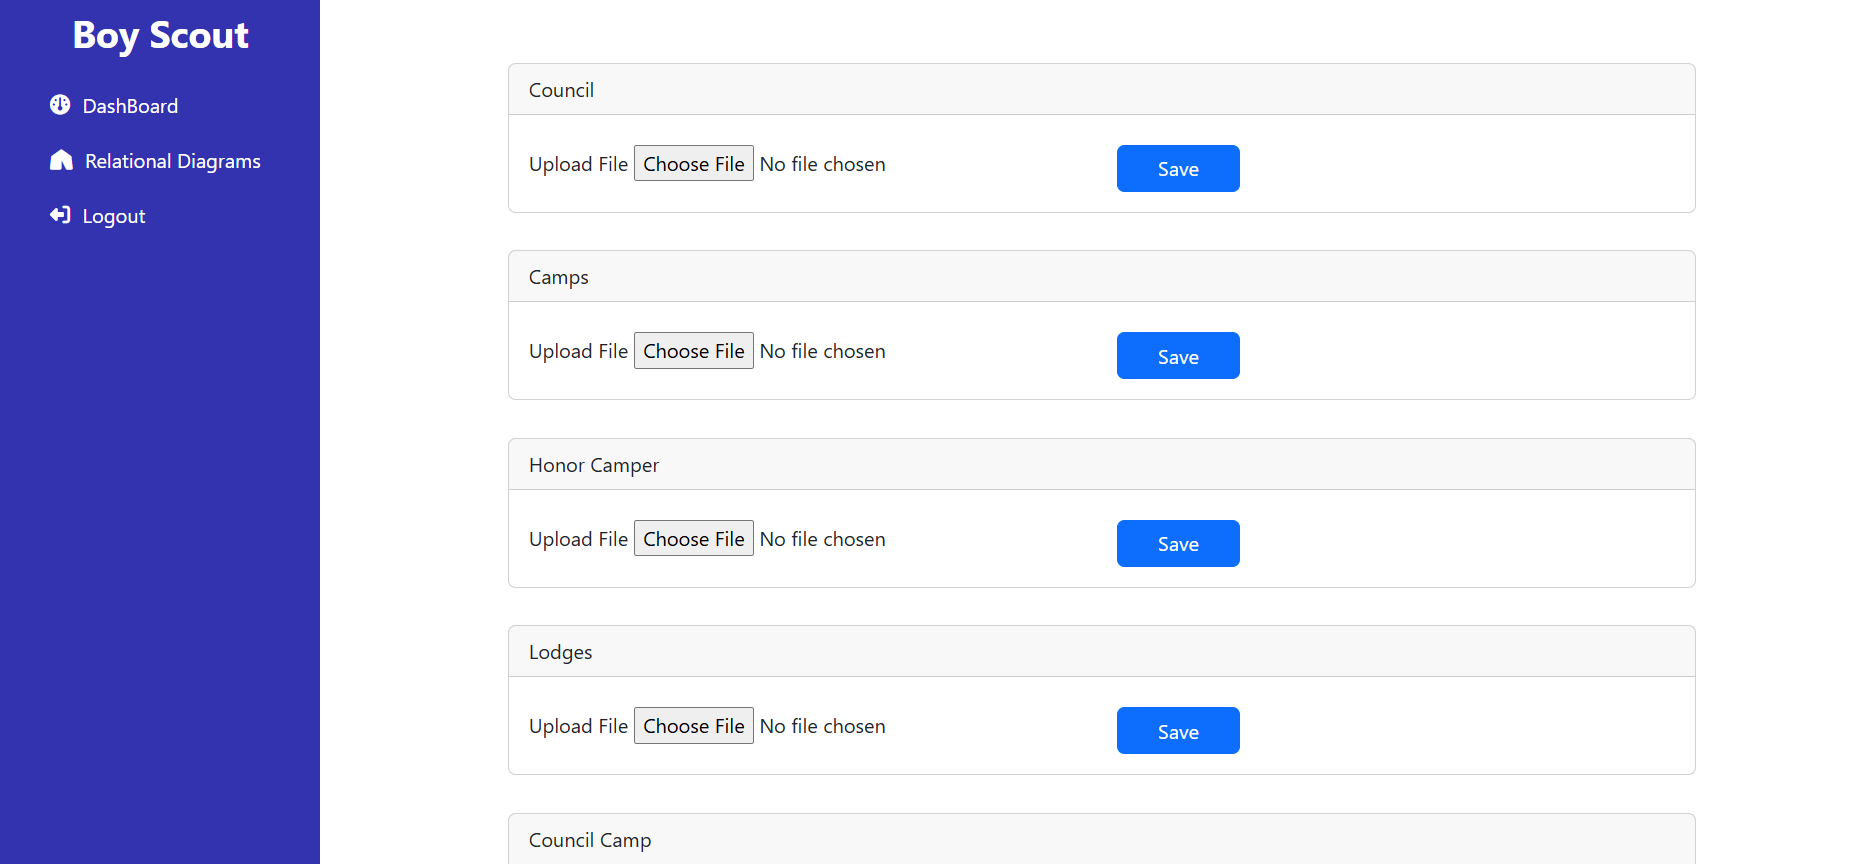 Boy Scout
DashBoard
Relational Diagrams
Logout
Council
Upload File Choose File No file chosen Save
Camps
Upload File Choose File No file chosen Save
Honor Camper
Upload File Choose File No file chosen Save
Lodges
Upload File Choose File No file chosen Save
Council Camp